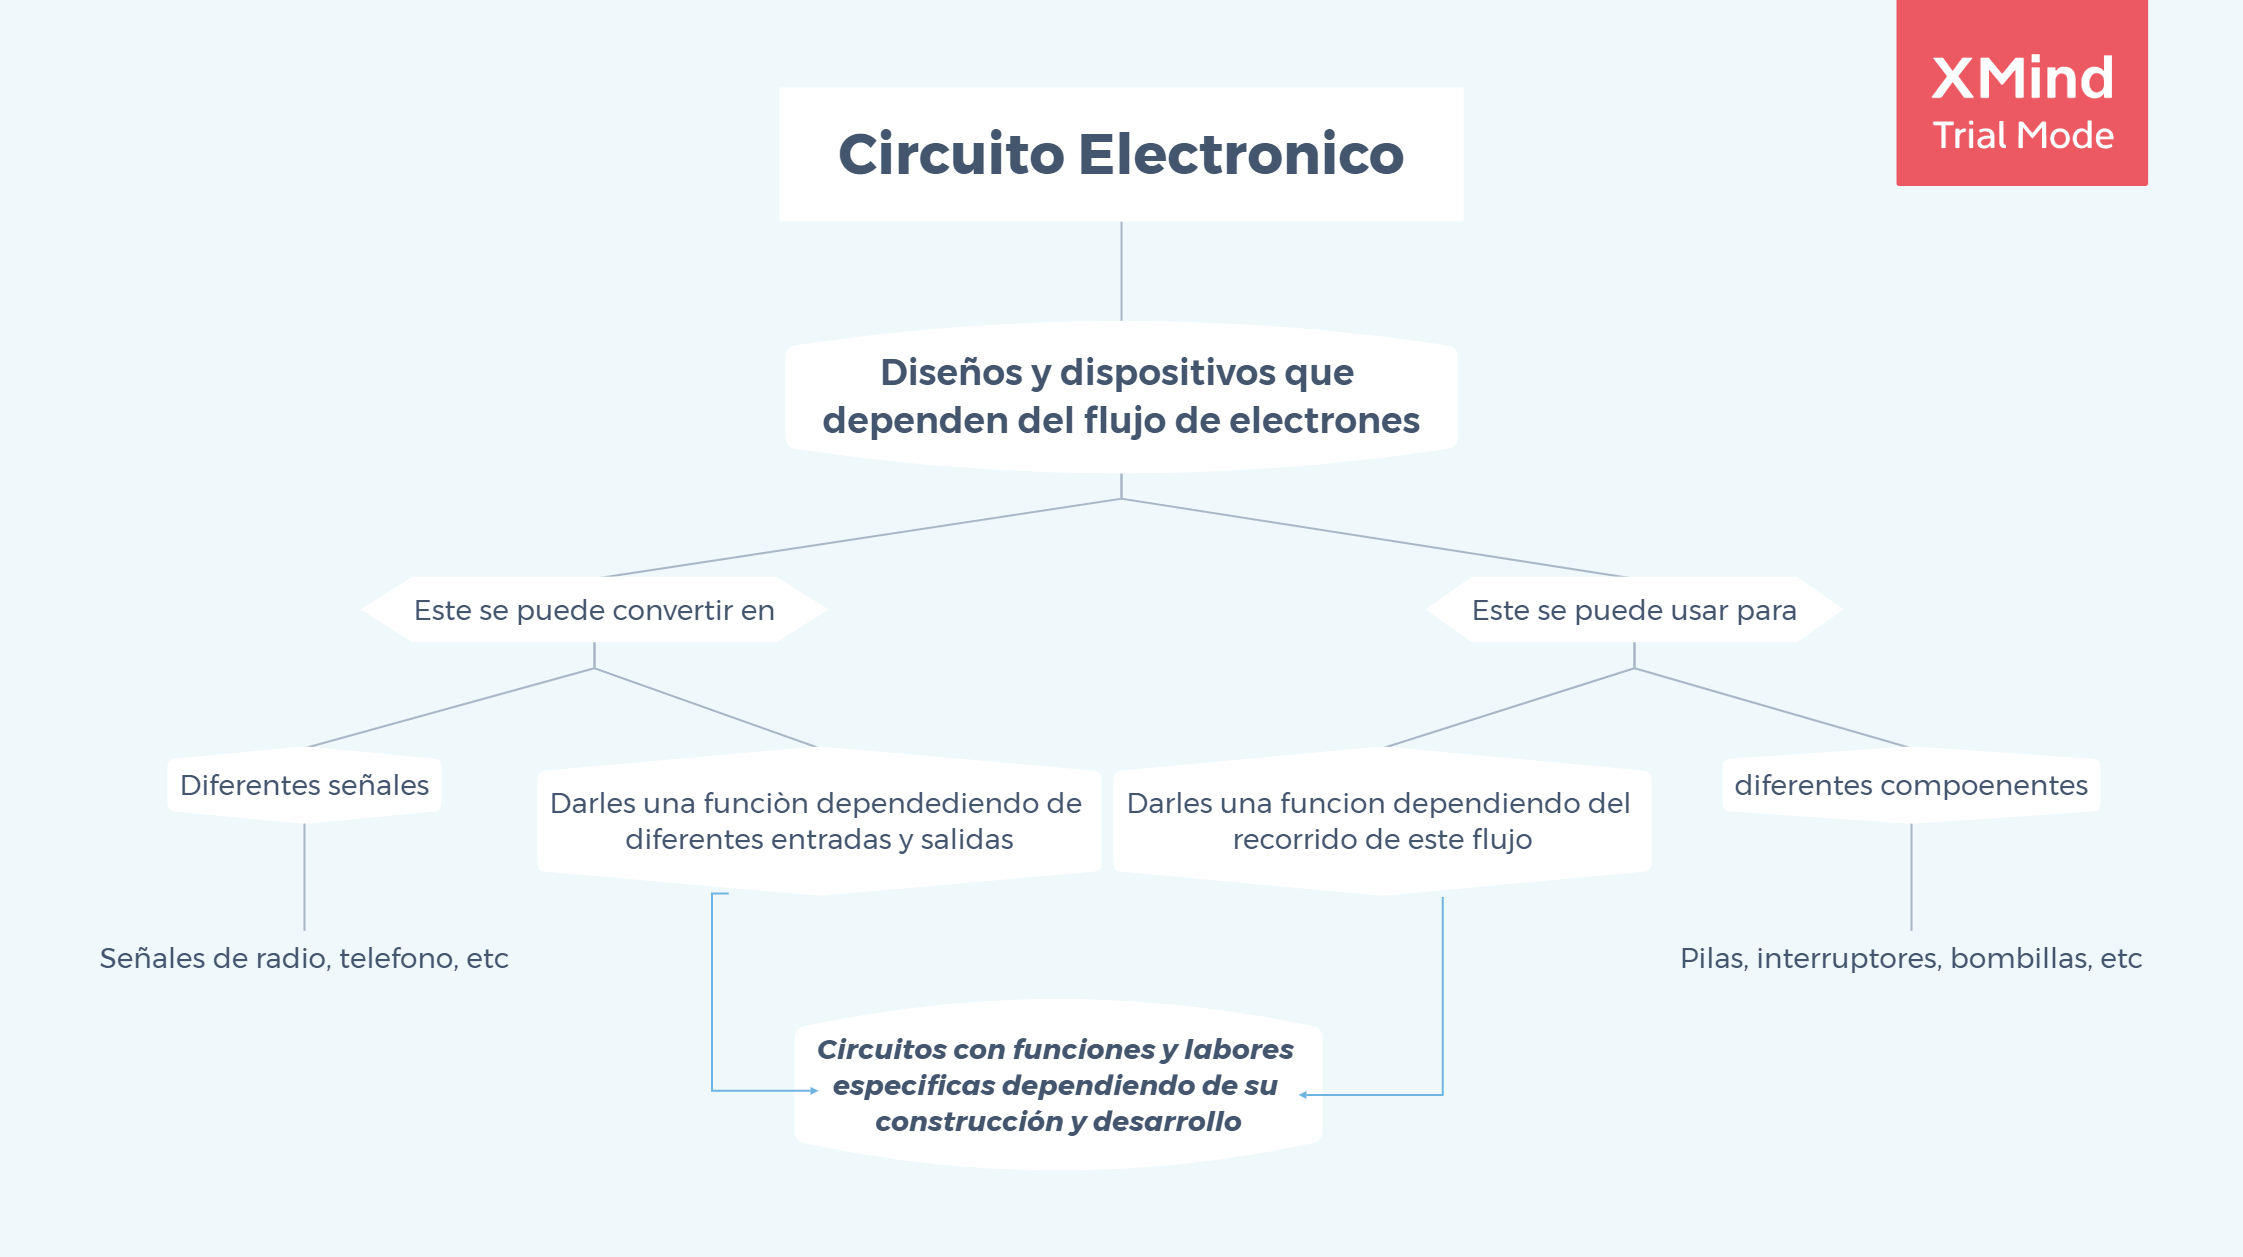 XMind
Trial Mode
Circuito Electronico
Diseños y dispositivos que
dependen del flujo de electrones
Este se puede convertir en
Este se puede usar para
Diferentes señales
Darles una funciòn dependediendo de
diferentes entradas y salidas
Darles una funcion dependiendo del
recorrido de este flujo
diferentes compoenentes
Señales de radio, telefono, etc
Pilas, interruptores, bombillas, etc
Circuitos con funciones y labores
especificas dependiendo de su
construcción y desarrollo